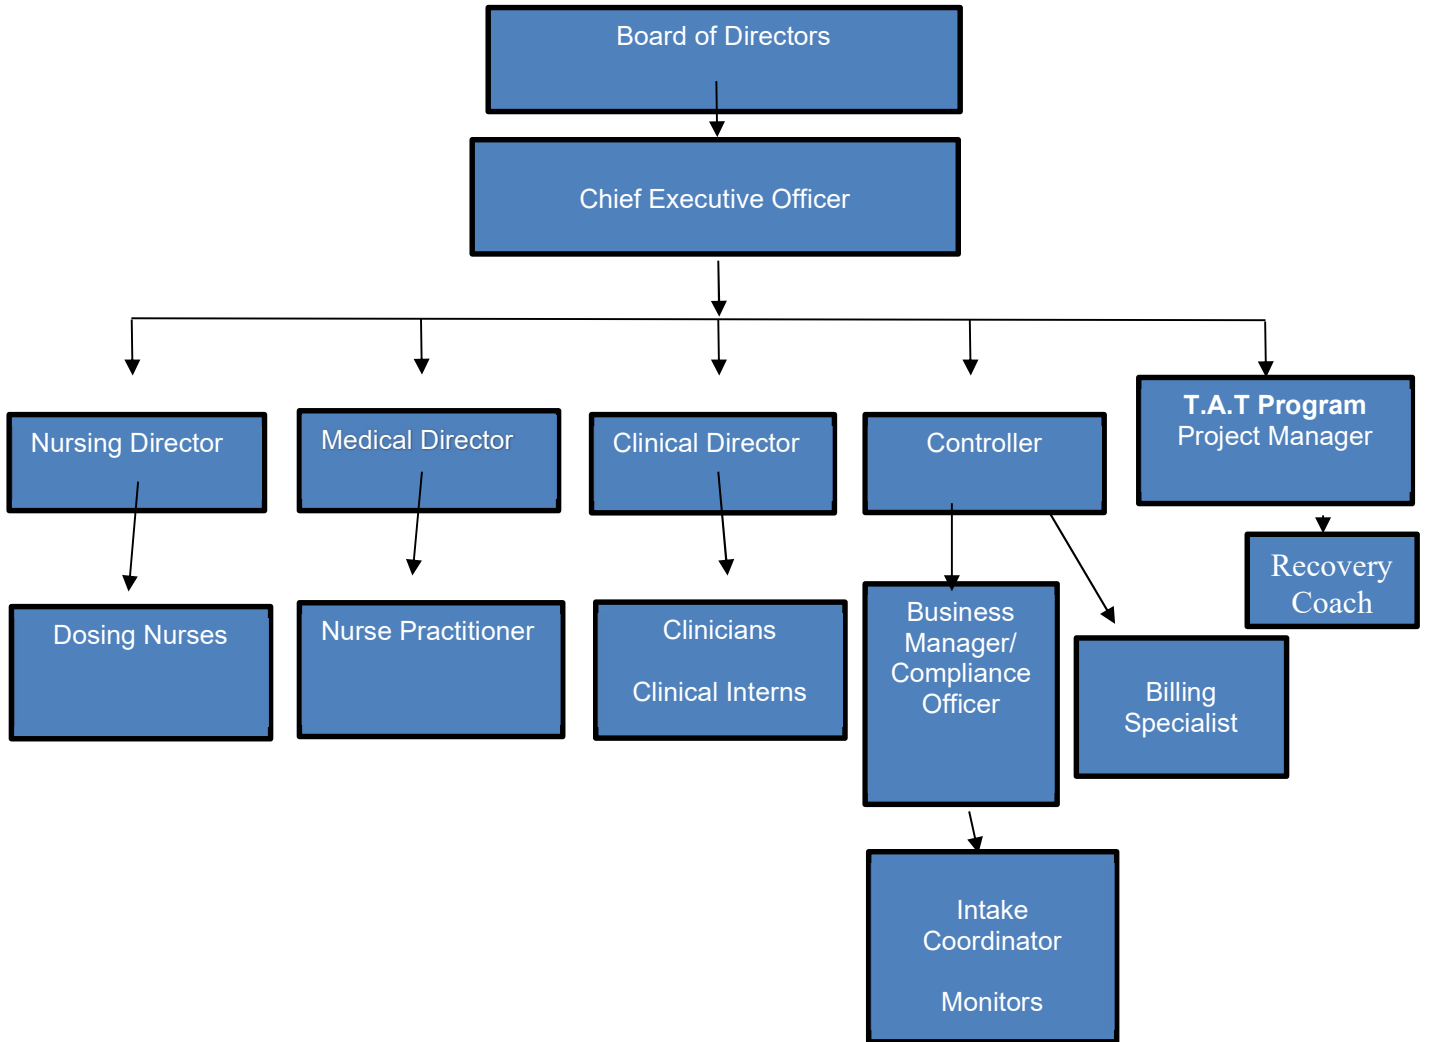 Board of Directors
Chief Executive Officer
Nursing Director
Medical Director
Clinical Director
Controller
T.A.T Program
Project Manager
Recovery
Coach
Dosing Nurses
Nurse Practitioner
Clinicians
Clinical Interns
Business
Manager/
Compliance
Officer
Billing
Specialist
Intake
Coordinator
Monitors